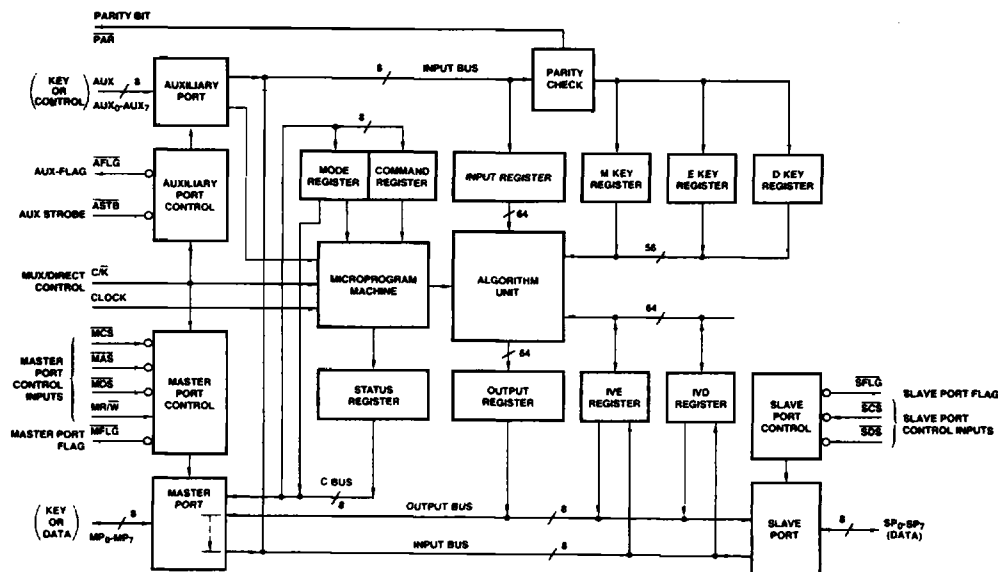 PARITY BIT
PAR
(KEY OR CONTROL)
AUX
8
AUX0-AUX7
AUXILIARY PORT
8
INPUT BUS
PARITY CHECK
AFLG
AUX-FLAG
ASTB
AUX STROBE
AUXILIARY PORT CONTROL
8
MODE REGISTER
COMMAND REGISTER
INPUT REGISTER
M KEY REGISTER
E KEY REGISTER
D KEY REGISTER
64
56
MUX/DIRECT CONTROL
C/K
CLOCK
MICROPROGRAM MACHINE
ALGORITHM UNIT
64
64
MASTER PORT CONTROL INPUTS
MCS
MAS
MDS
MR/W
MASTER PORT FLAG
MFLG
MASTER PORT CONTROL
STATUS REGISTER
OUTPUT REGISTER
IVE REGISTER
IVD REGISTER
SLAVE PORT CONTROL
SFLG
SLAVE PORT FLAG
SCS
SDS
SLAVE PORT CONTROL INPUTS
(KEY OR DATA)
8
MP0-MP7
MASTER PORT
C BUS
8
OUTPUT BUS
8
INPUT BUS
8
SLAVE PORT
8
SP0-SP7
(DATA)